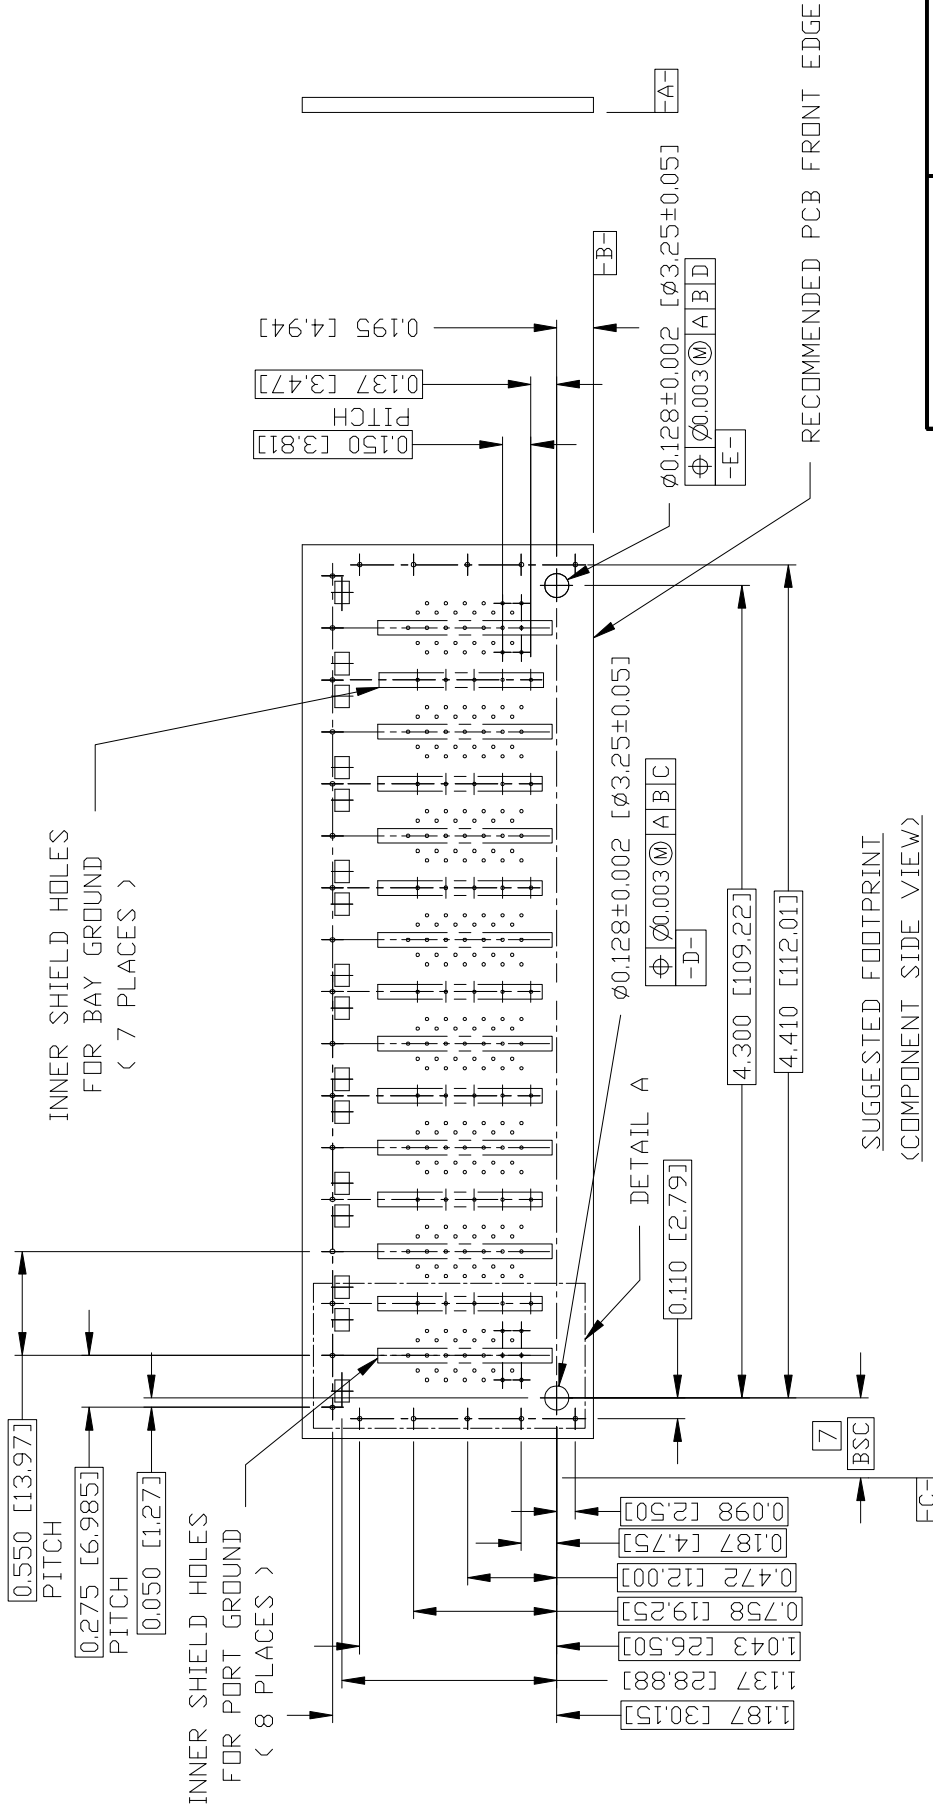 0.550 [13.97]
PITCH
0.275 [6.985]
PITCH
0.050 [1.27]
INNER SHIELD HOLES
FOR PORT GROUND
( 8 PLACES )
INNER SHIELD HOLES
FOR BAY GROUND
( 7 PLACES )
0.195 [4.94]
0.137 [3.47]
PITCH
0.150 [3.81]
-A-
-B-
Ø0.128±0.002 [Ø3.25±0.05]
⌖ Ø0.003Ⓜ A B D
-E-
RECOMMENDED PCB FRONT EDGE
Ø0.128±0.002 [Ø3.25±0.05]
⌖ Ø0.003Ⓜ A B C
-D-
DETAIL A
0.110 [2.79]
4.300 [109.22]
4.410 [112.01]
7
BSC
0.098 [2.50]
0.187 [4.75]
0.472 [12.00]
0.758 [19.25]
1.043 [26.50]
1.137 [28.88]
1.187 [30.15]
SUGGESTED FOOTPRINT
(COMPONENT SIDE VIEW)